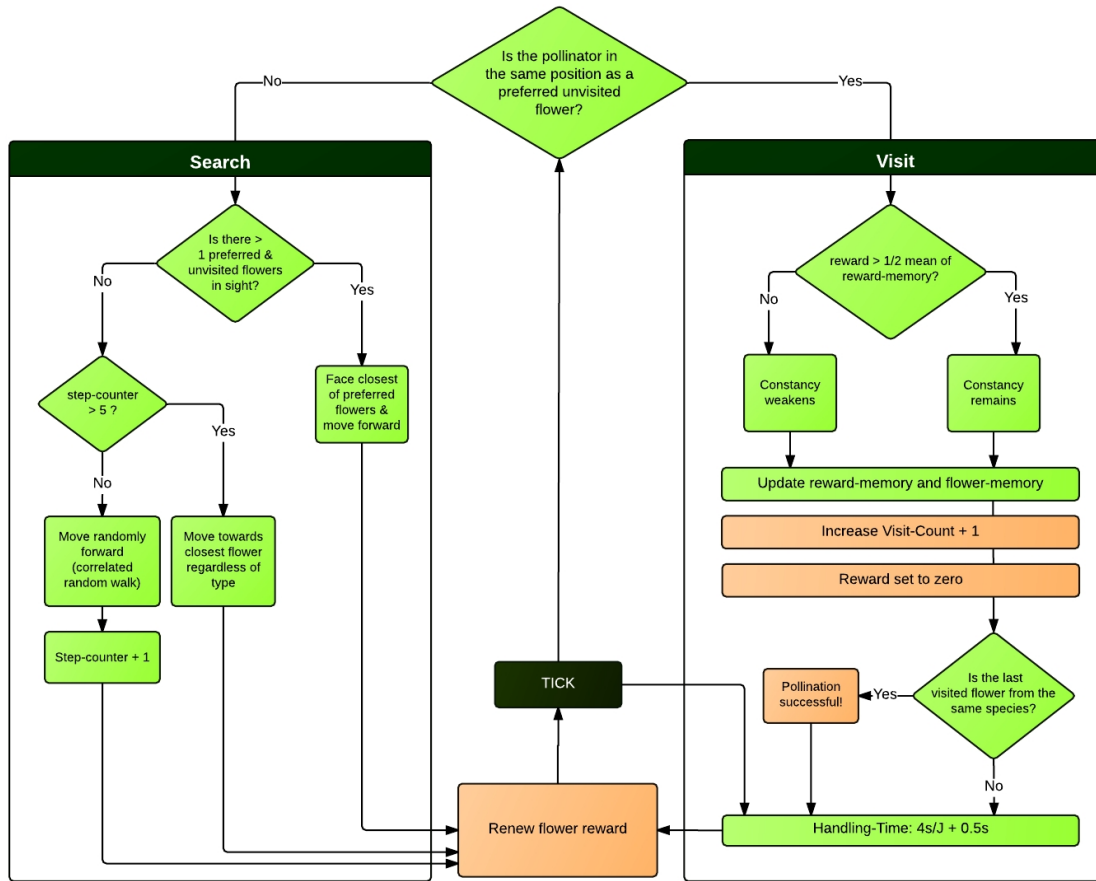 Is the pollinator in
the same position as a
preferred unvisited
flower?
No
Yes
Search
Is there >
1 preferred &
unvisited flowers
in sight?
No
Yes
step-counter
> 5 ?
Face closest
of preferred
flowers &
move forward
Yes
No
Move randomly
forward
(correlated
random walk)
Move towards
closest flower
regardless of
type
Step-counter + 1
TICK
Renew flower reward
Visit
reward > 1/2 mean of
reward-memory?
No
Yes
Constancy
weakens
Constancy
remains
Update reward-memory and flower-memory
Increase Visit-Count + 1
Reward set to zero
Is the last
visited flower from the
same species?
Yes
Pollination
successful!
No
Handling-Time: 4s/J + 0.5s